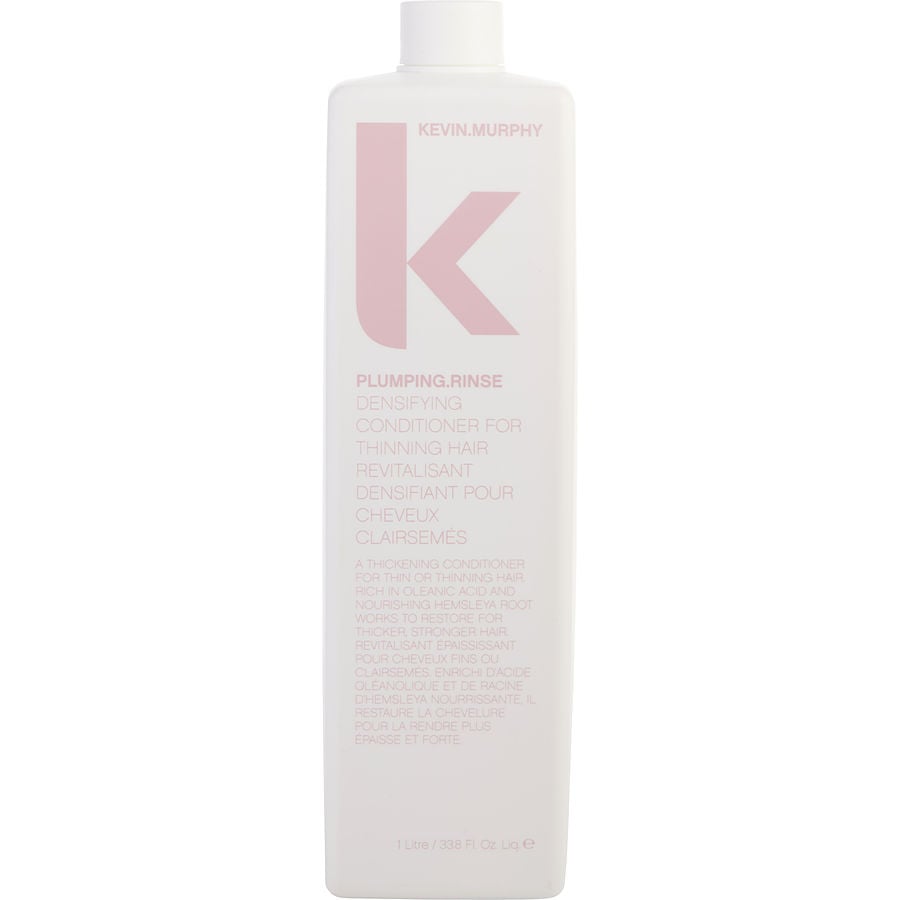 KEVIN.MURPHY
k
PLUMPING.RINSE
DENSIFYING
CONDITIONER FOR
THINNING HAIR
REVITALISANT
DENSIFIANT POUR
CHEVEUX
CLAIRSEMÉS
A THICKENING CONDITIONER
FOR THIN OR THINNING HAIR.
RICH IN OLEANIC ACID AND
NOURISHING HEMSLEYA ROOT
WORKS TO RESTORE FOR
THICKER, STRONGER HAIR.
REVITALISANT ÉPAISSISSANT
POUR CHEVEUX FINS OU
CLAIRSEMÉS. ENRICHI D'ACIDE
OLÉANOLIQUE ET DE RACINE
D'HEMSLEYA NOURRISSANTE, IL
RESTAURE LA CHEVELURE
POUR LA RENDRE PLUS
ÉPAISSE ET FORTE.
1 Litre / 33.8 Fl. Oz. Liq. ℮